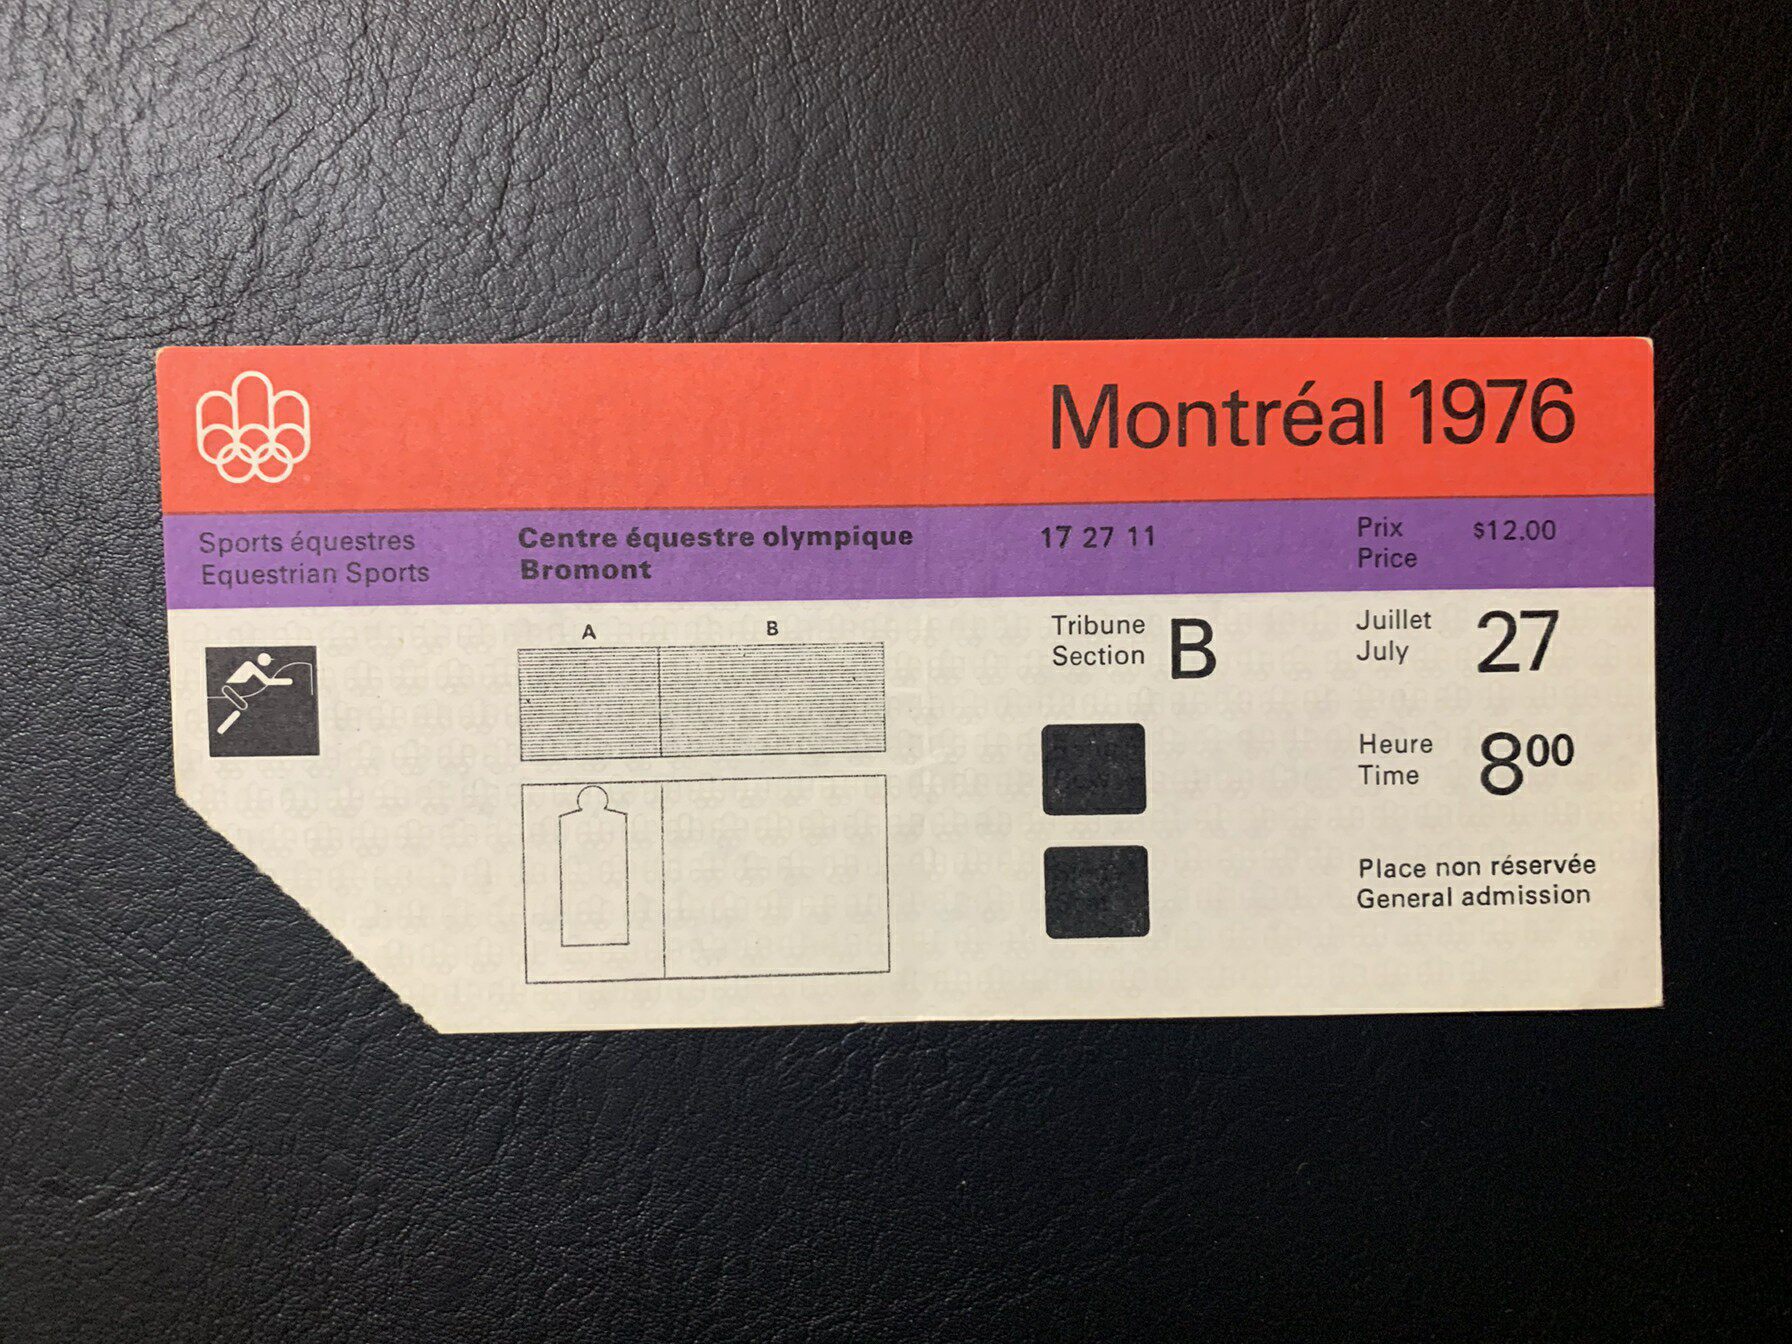 Montréal 1976
Sports équestres
Equestrian Sports
Centre équestre olympique
Bromont
17 27 11
Prix
Price
$12.00
A
B
Tribune
Section
B
Juillet
July
27
Heure
Time
8 00
Place non réservée
General admission